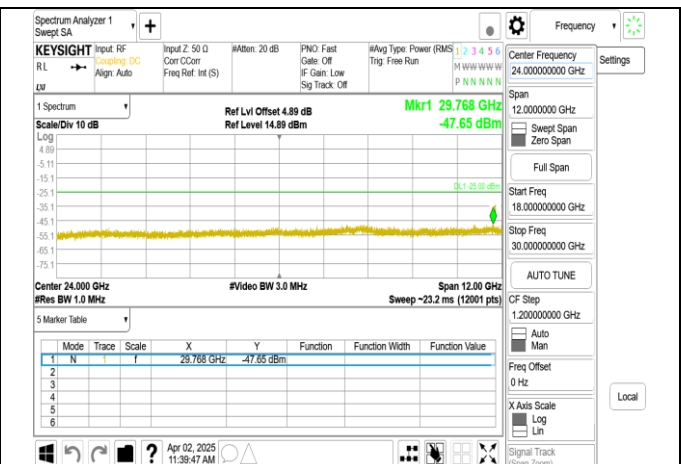 Spectrum Analyzer 1
Swept SA
+
Frequency
Settings
KEYSIGHT
RL
LXI
Input: RF
Coupling: DC
Align: Auto
Input Z: 50 Ω
Corr CCorr
Freq Ref: Int (S)
#Atten: 20 dB
PNO: Fast
Gate: Off
IF Gain: Low
Sig Track: Off
#Avg Type: Power (RMS
Trig: Free Run
1 2 3 4 5 6
M W W W W W
P N N N N N
1 Spectrum
Scale/Div 10 dB
Ref Lvl Offset 4.89 dB
Ref Level 14.89 dBm
Mkr1 29.768 GHz
-47.65 dBm
Log
4.89
-5.11
-15.1
-25.1
-35.1
-45.1
-55.1
-65.1
-75.1
DL1 -25.00 dBm
Center 24.000 GHz
#Res BW 1.0 MHz
#Video BW 3.0 MHz
Span 12.00 GHz
Sweep ~23.2 ms (12001 pts)
5 Marker Table
Mode Trace Scale X Y Function Function Width Function Value
1 N 1 f 29.768 GHz -47.65 dBm
2
3
4
5
6
?
Apr 02, 2025
11:39:47 AM
Center Frequency
24.000000000 GHz
Span
12.0000000 GHz
Swept Span
Zero Span
Full Span
Start Freq
18.000000000 GHz
Stop Freq
30.000000000 GHz
AUTO TUNE
CF Step
1.200000000 GHz
Auto
Man
Freq Offset
0 Hz
X Axis Scale
Log
Lin
Signal Track
(Span Zoom)
Local